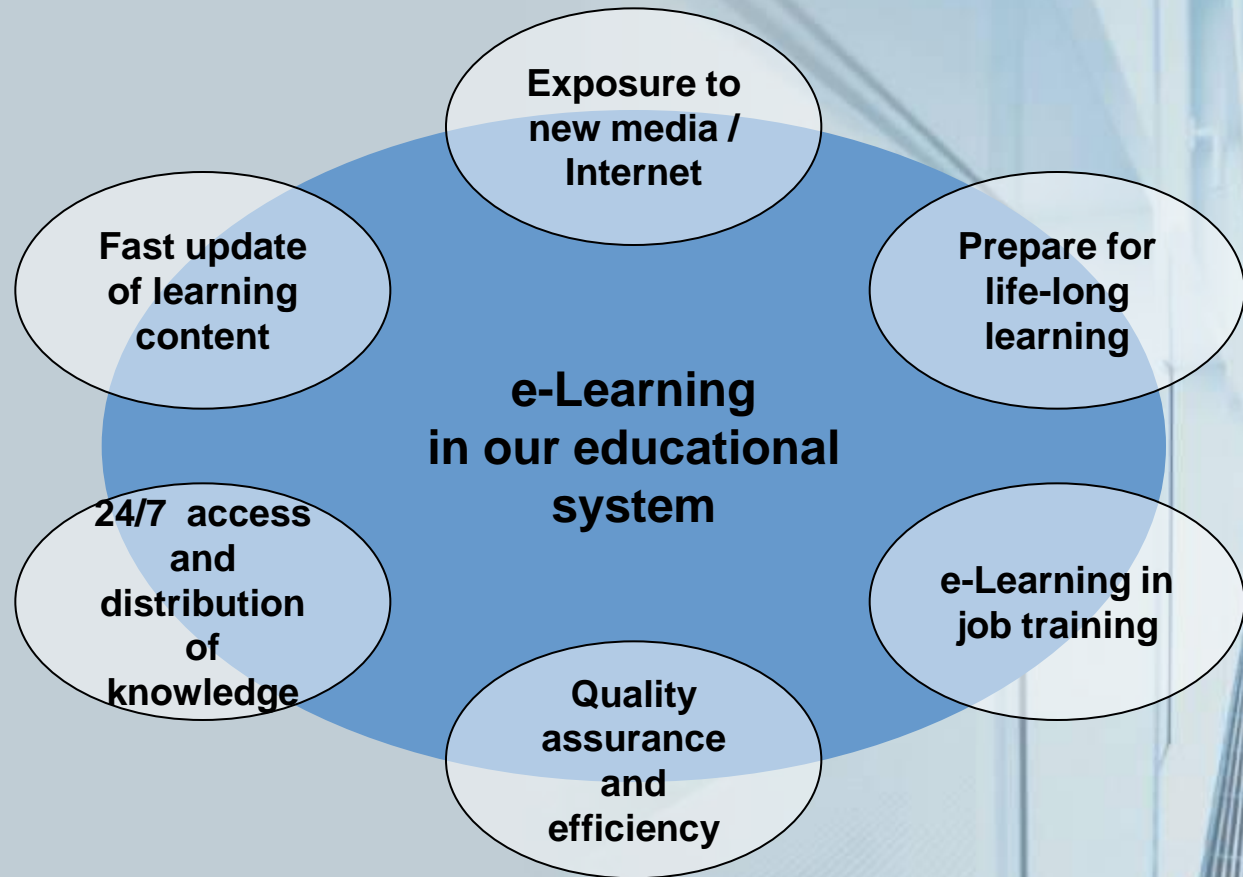 Exposure to
new media /
Internet
Fast update
of learning
content
Prepare for
life-long
learning
e-Learning
in our educational
system
24/7 access
and
distribution
of
knowledge
e-Learning in
job training
Quality
assurance
and
efficiency